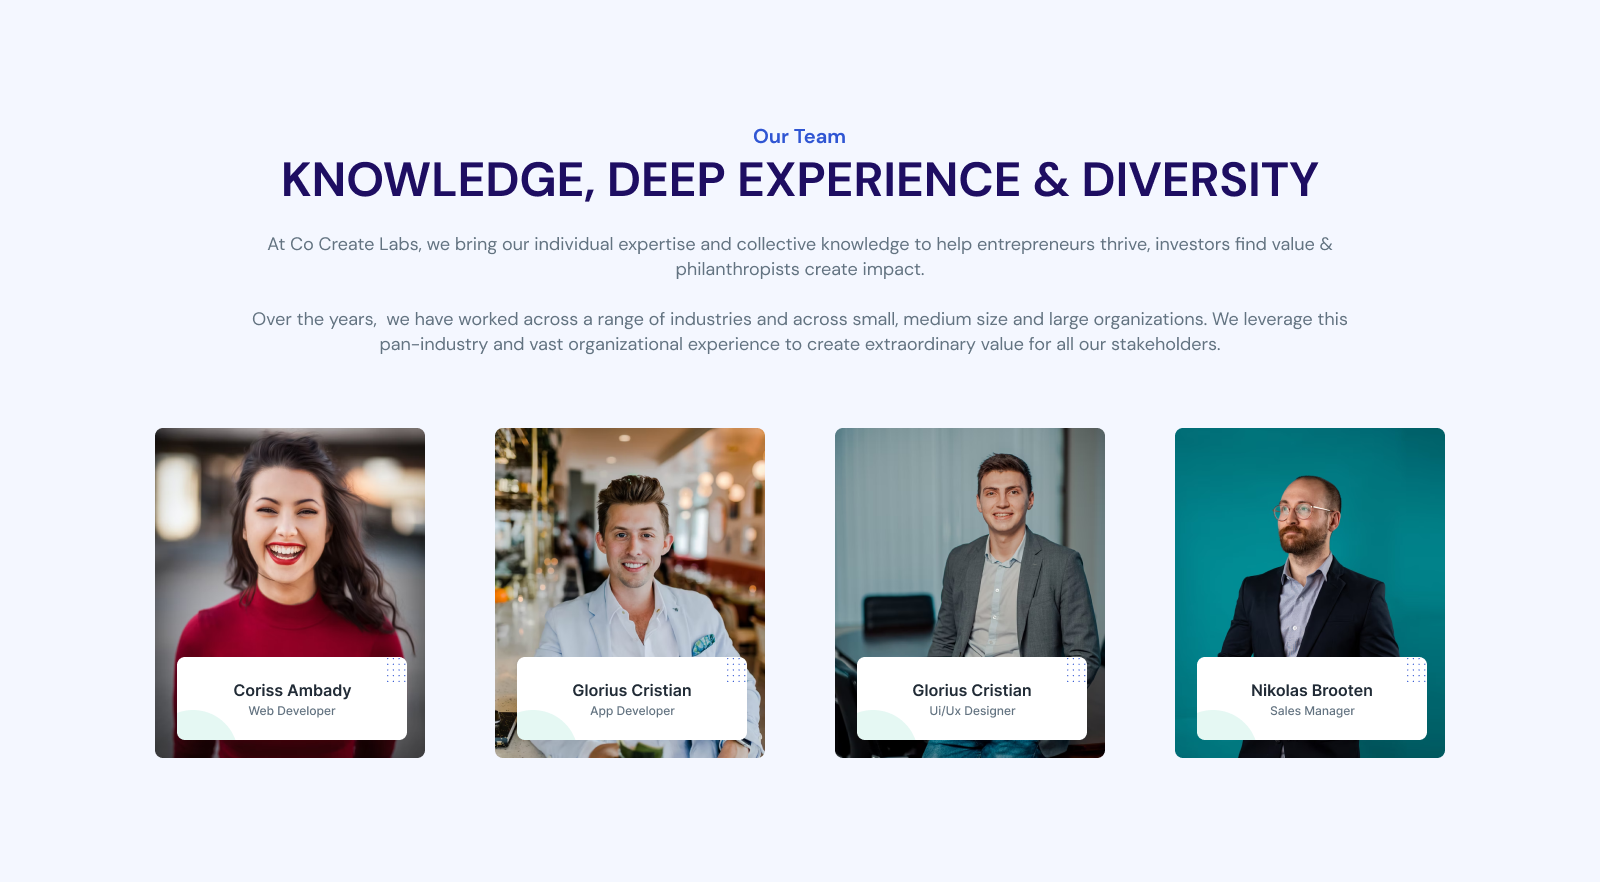 Our Team
KNOWLEDGE, DEEP EXPERIENCE & DIVERSITY
At Co Create Labs, we bring our individual expertise and collective knowledge to help entrepreneurs thrive, investors find value &
philanthropists create impact.
Over the years,  we have worked across a range of industries and across small, medium size and large organizations. We leverage this
pan-industry and vast organizational experience to create extraordinary value for all our stakeholders.
Coriss Ambady
Web Developer
Glorius Cristian
App Developer
Glorius Cristian
Ui/Ux Designer
Nikolas Brooten
Sales Manager